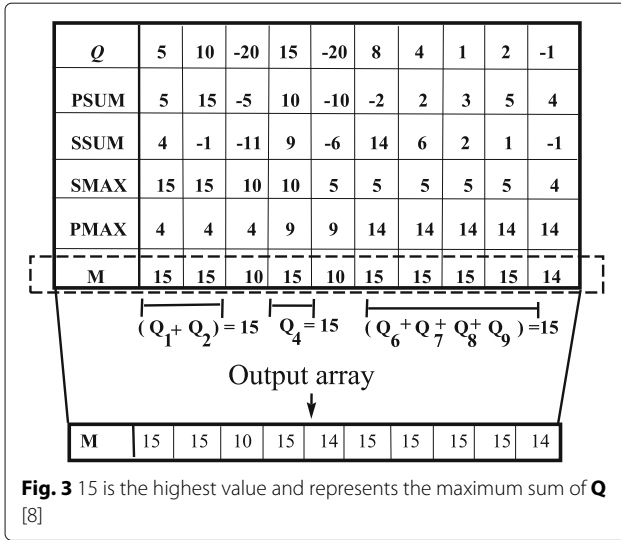 Q 5 10 -20 15 -20 8 4 1 2 -1
PSUM 5 15 -5 10 -10 -2 2 3 5 4
SSUM 4 -1 -11 9 -6 14 6 2 1 -1
SMAX 15 15 10 10 5 5 5 5 5 4
PMAX 4 4 4 9 9 14 14 14 14 14
M 15 15 10 15 10 15 15 15 15 14
(Q1+ Q2) = 15 Q4 = 15 (Q6+Q7+Q8+Q9) =15
Output array
M 15 15 10 15 14 15 15 15 15 14
Fig. 3 15 is the highest value and represents the maximum sum of Q
[8]